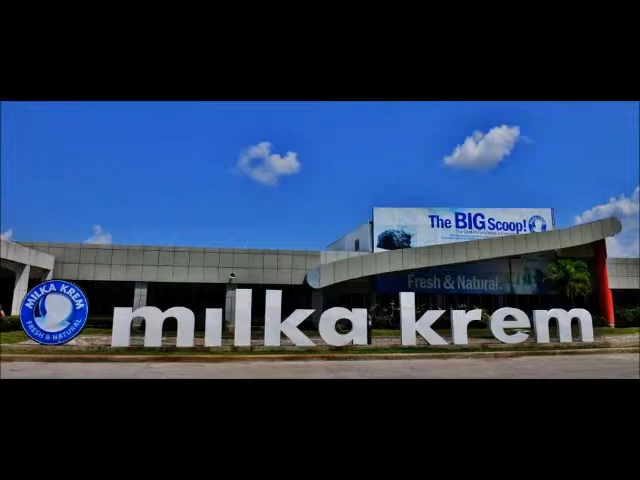 The BIG Scoop!
Fresh & Natural.
MILKA KREM
FRESH & NATURAL
milka krem